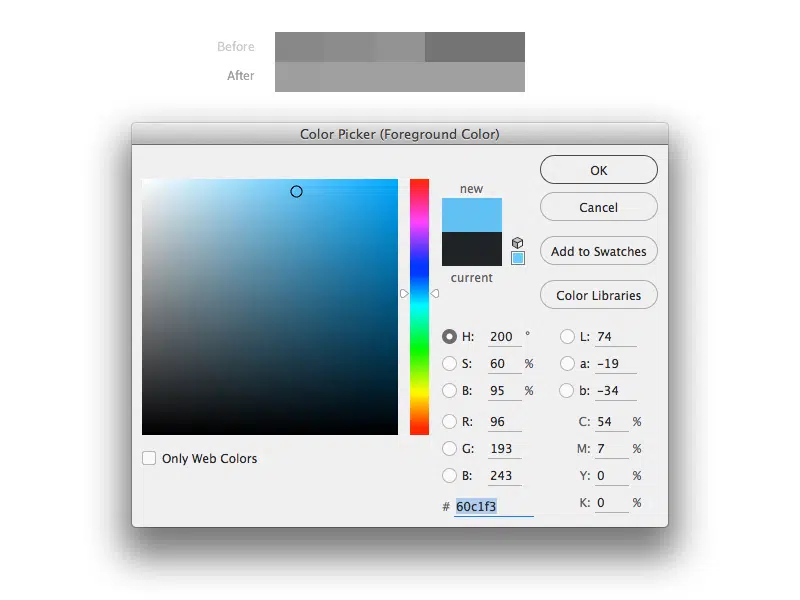 Before
After
Color Picker (Foreground Color)
OK
new
Cancel
Add to Swatches
current
Color Libraries
H: 200 °
L: 74
S: 60 %
a: -19
B: 95 %
b: -34
R: 96
C: 54 %
G: 193
M: 7 %
Only Web Colors
B: 243
Y: 0 %
# 60c1f3
K: 0 %